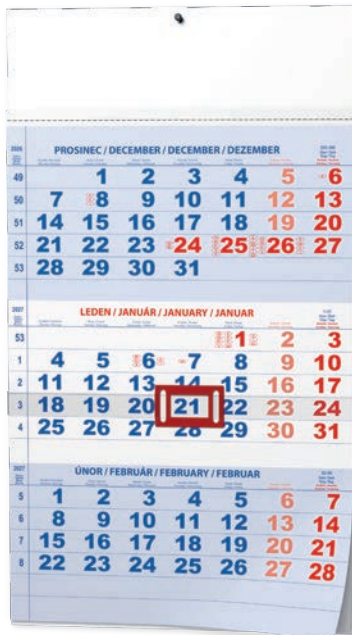 2026 PROSINEC / DECEMBER / DECEMBER / DEZEMBER
49 1 2 3 4 5 6
50 7 8 9 10 11 12 13
51 14 15 16 17 18 19 20
52 21 22 23 24 25 26 27
53 28 29 30 31
2027 LEDEN / JANUÁR / JANUARY / JANUAR
53 1 2 3
1 4 5 6 7 8 9 10
2 11 12 13 14 15 16 17
3 18 19 20 21 22 23 24
4 25 26 27 28 29 30 31
2027 ÚNOR / FEBRUÁR / FEBRUARY / FEBRUAR
5 1 2 3 4 5 6 7
6 8 9 10 11 12 13 14
7 15 16 17 18 19 20 21
8 22 23 24 25 26 27 28